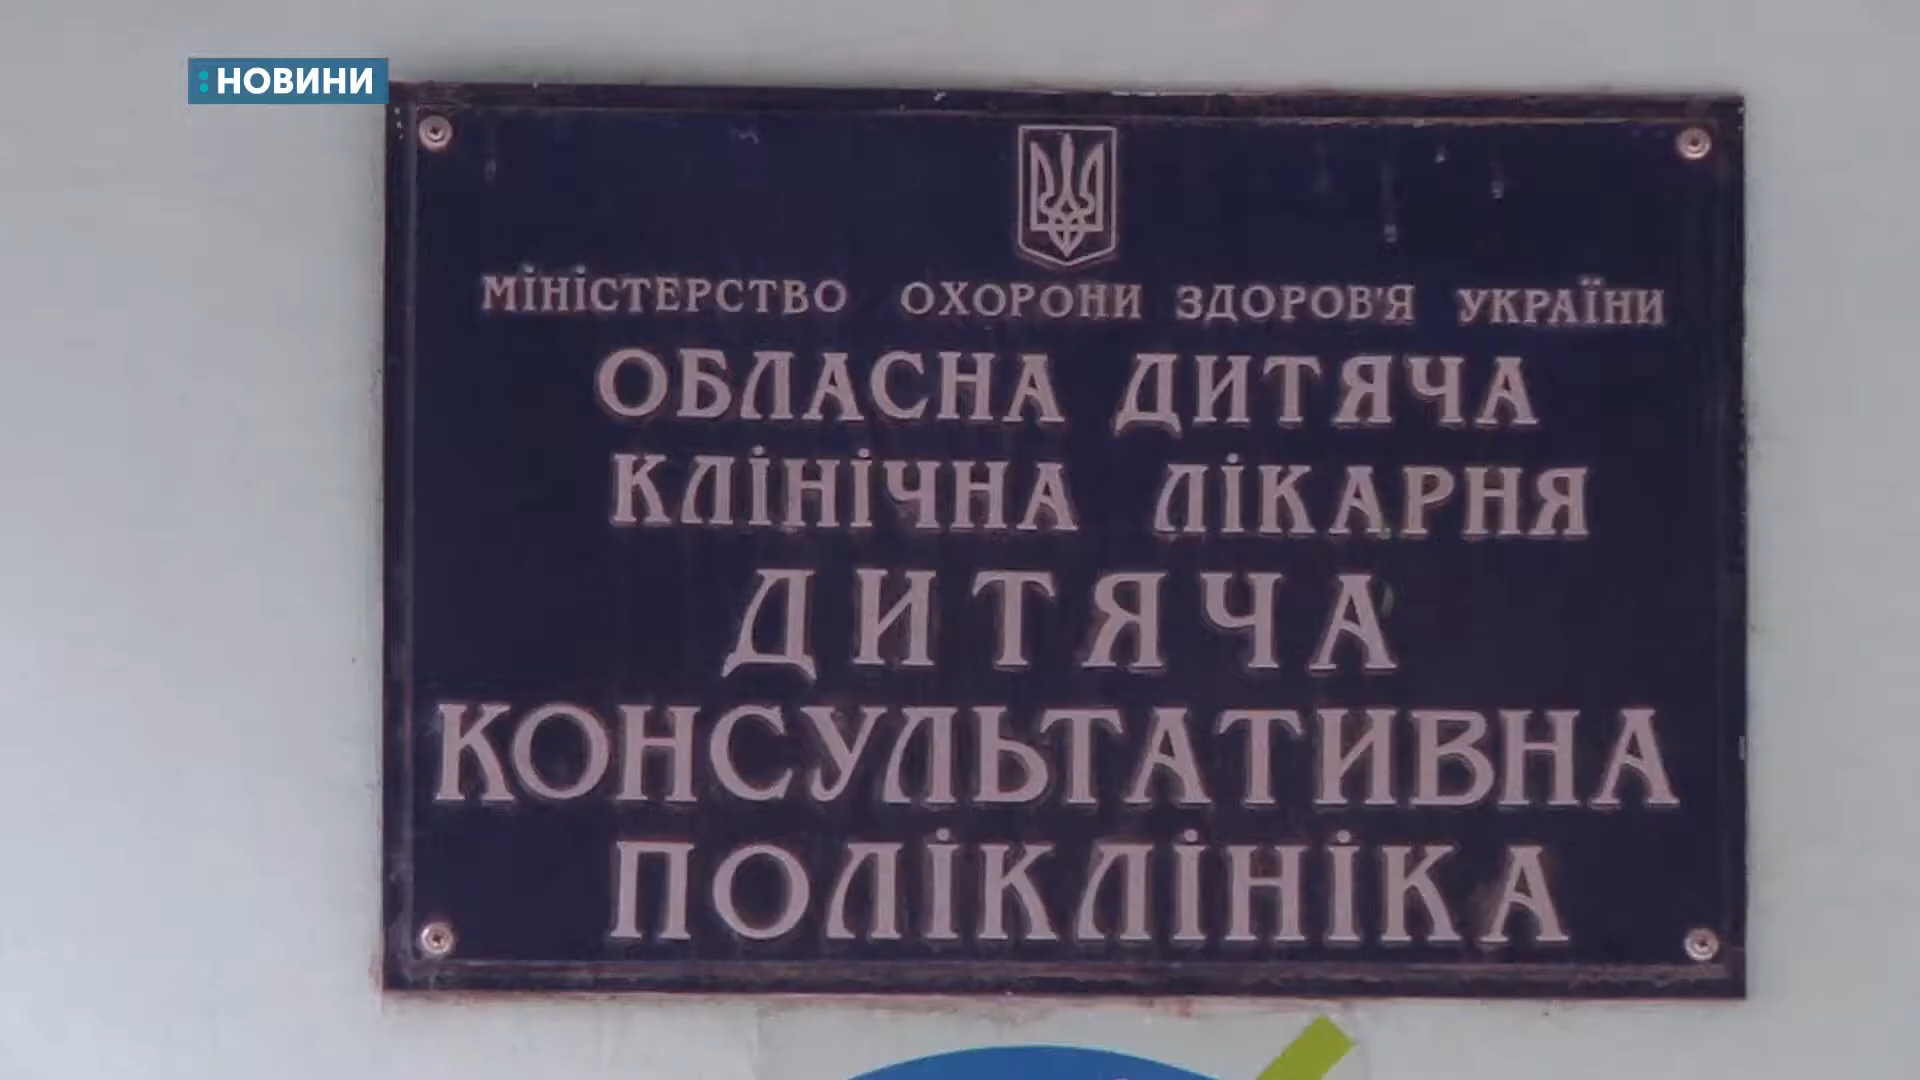 :НОВИНИ
МІНІСТЕРСТВО ОХОРОНИ ЗДОРОВ'Я УКРАЇНИ
ОБЛАСНА ДИТЯЧА
КЛІНІЧНА ЛІКАРНЯ
ДИТЯЧА
КОНСУЛЬТАТИВНА
ПОЛІКЛІНІКА